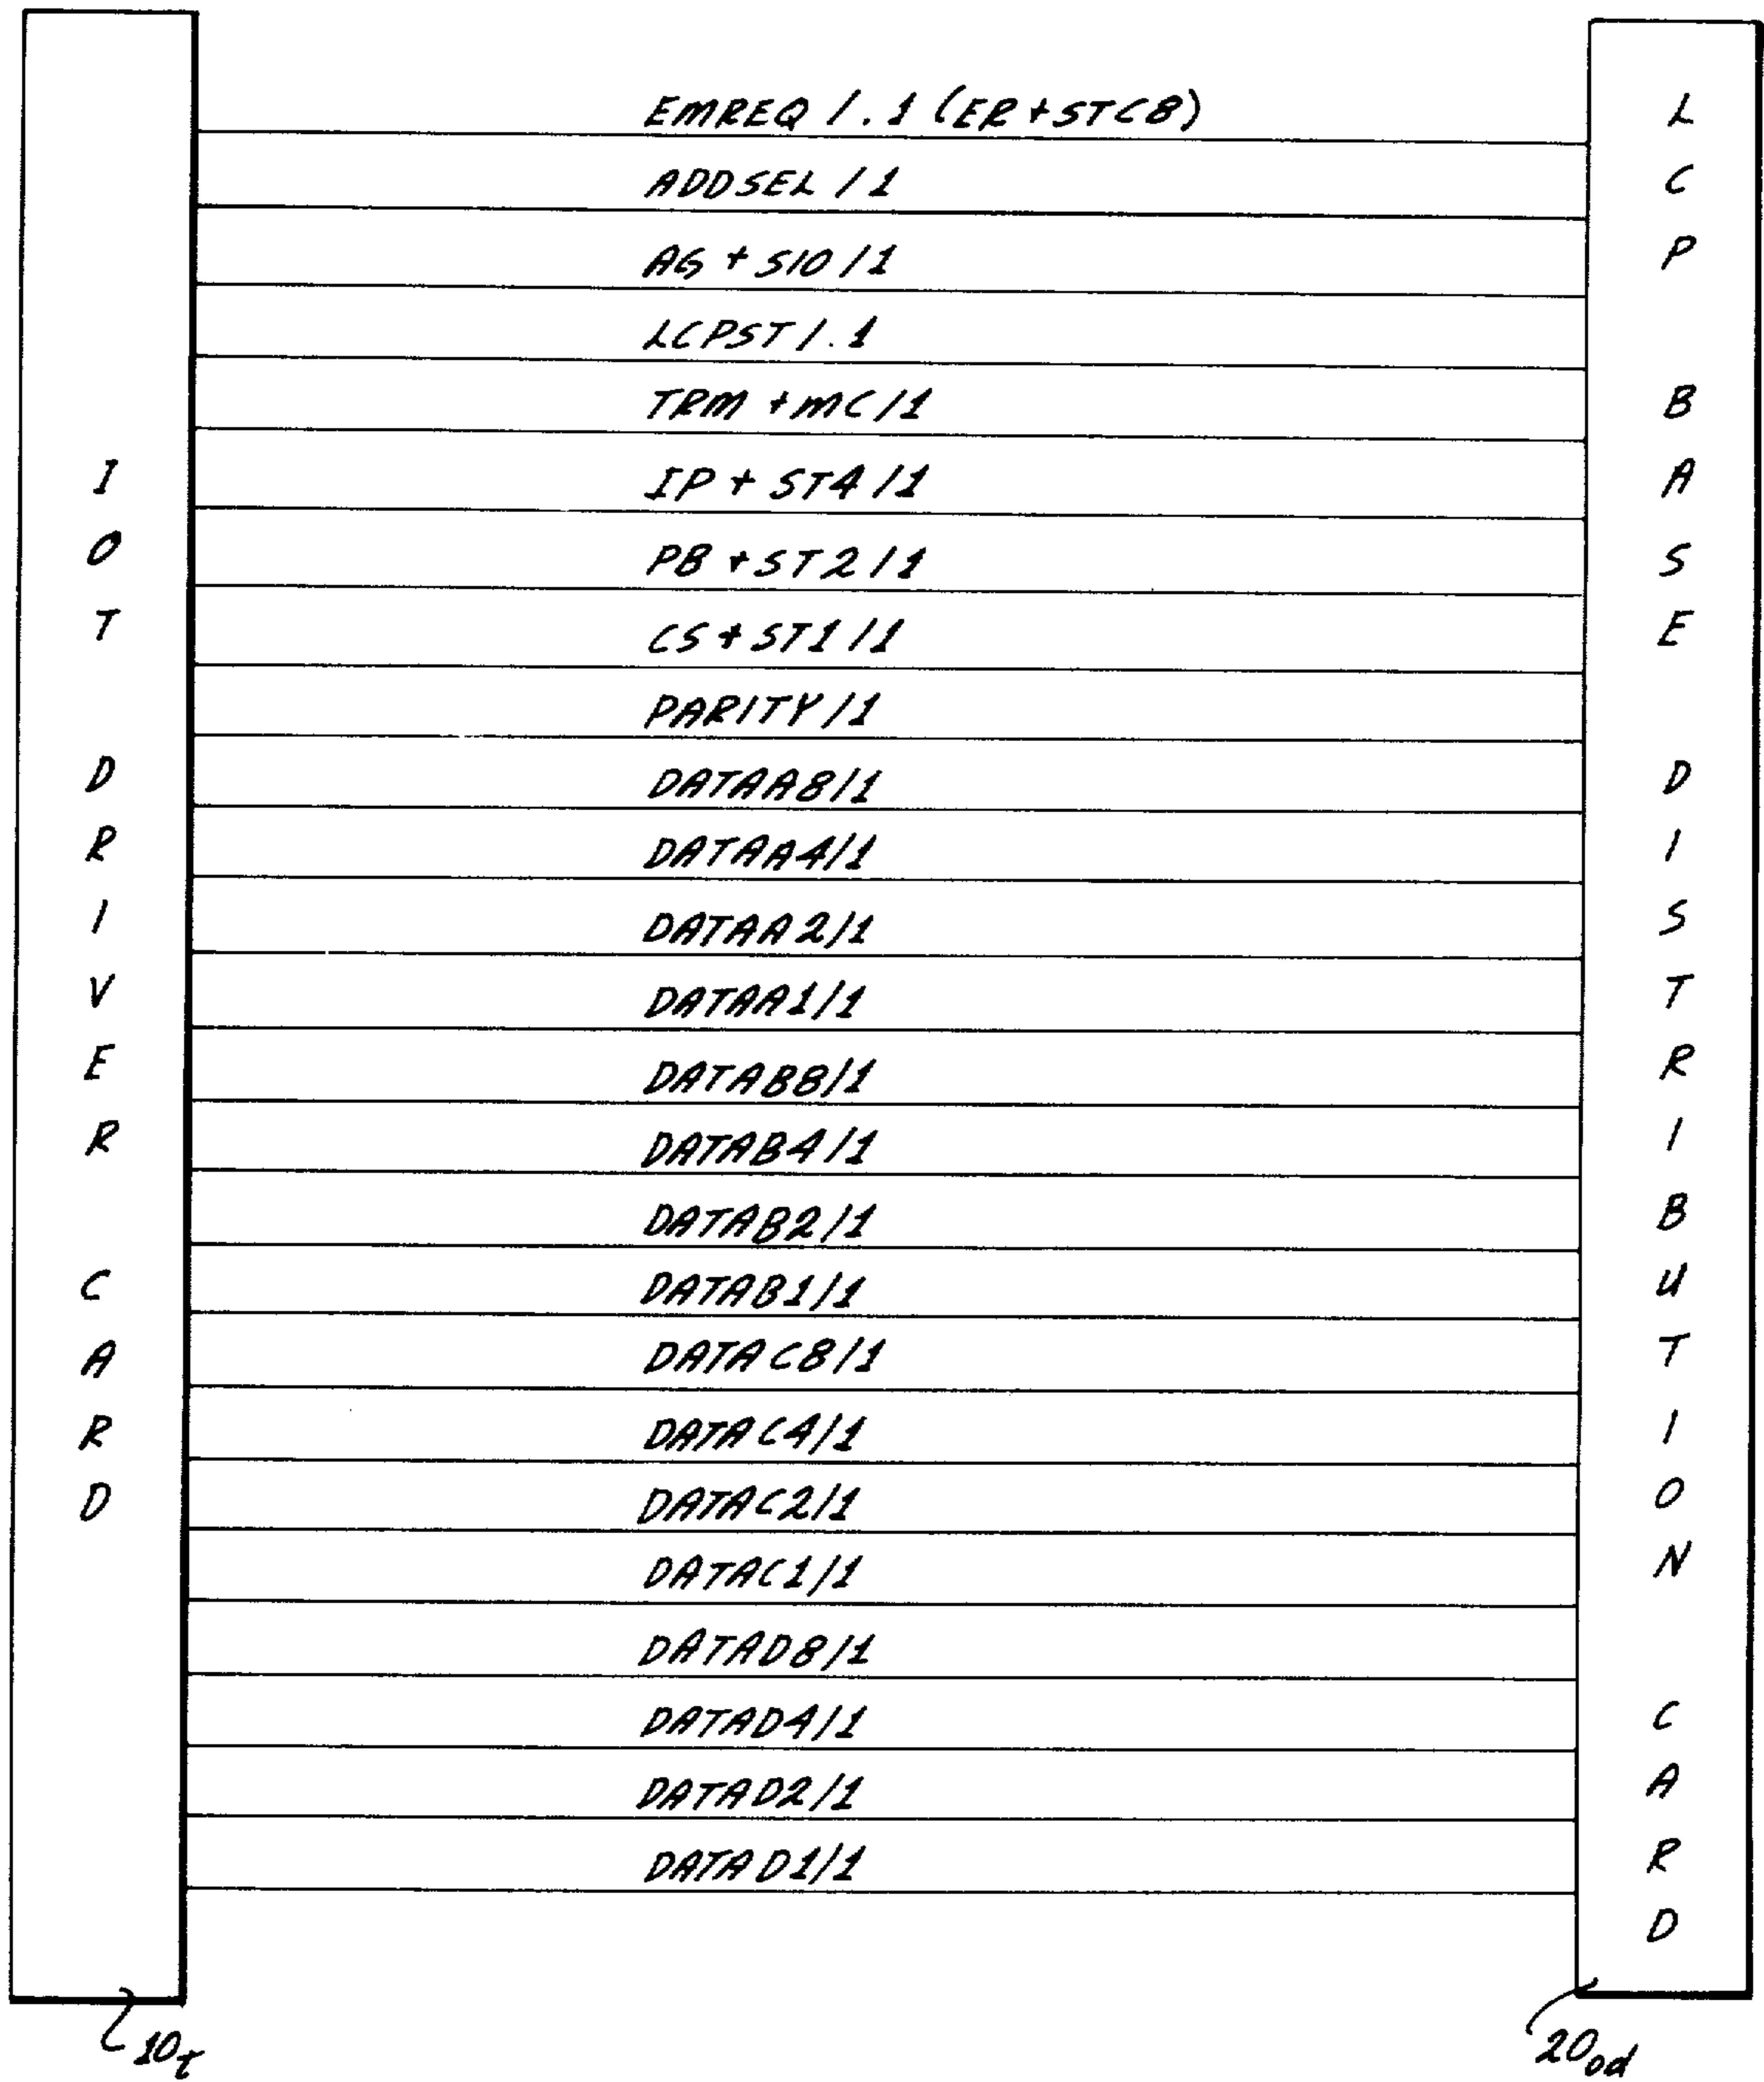 IOT DRIVER CARD
EMREQ /.1 (ER+STC8)
ADDSEL /1
AG + SIO /1
LCPST /.1
TRM + MC /1
IP + ST4 /1
PB + ST2 /1
CS + ST1 /1
PARITY /1
DATAA8/1
DATAA4/1
DATAA2/1
DATAA1/1
DATAB8/1
DATAB4/1
DATAB2/1
DATAB1/1
DATAC8/1
DATAC4/1
DATAC2/1
DATAC1/1
DATAD8/1
DATAD4/1
DATAD2/1
DATAD1/1
LCP BASE DISTRIBUTION CARD
10t
20od